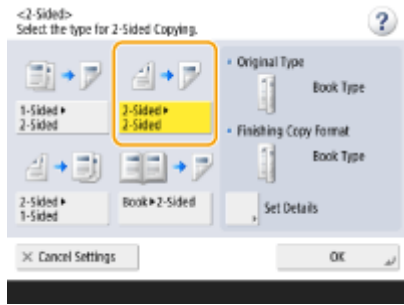 <2-Sided>
Select the type for 2-Sided Copying.
?
1-Sided ▸
2-Sided
2-Sided ▸
2-Sided
2-Sided ▸
1-Sided
Book ▸ 2-Sided
• Original Type
Book Type
• Finishing Copy Format
Book Type
Set Details
× Cancel Settings
OK